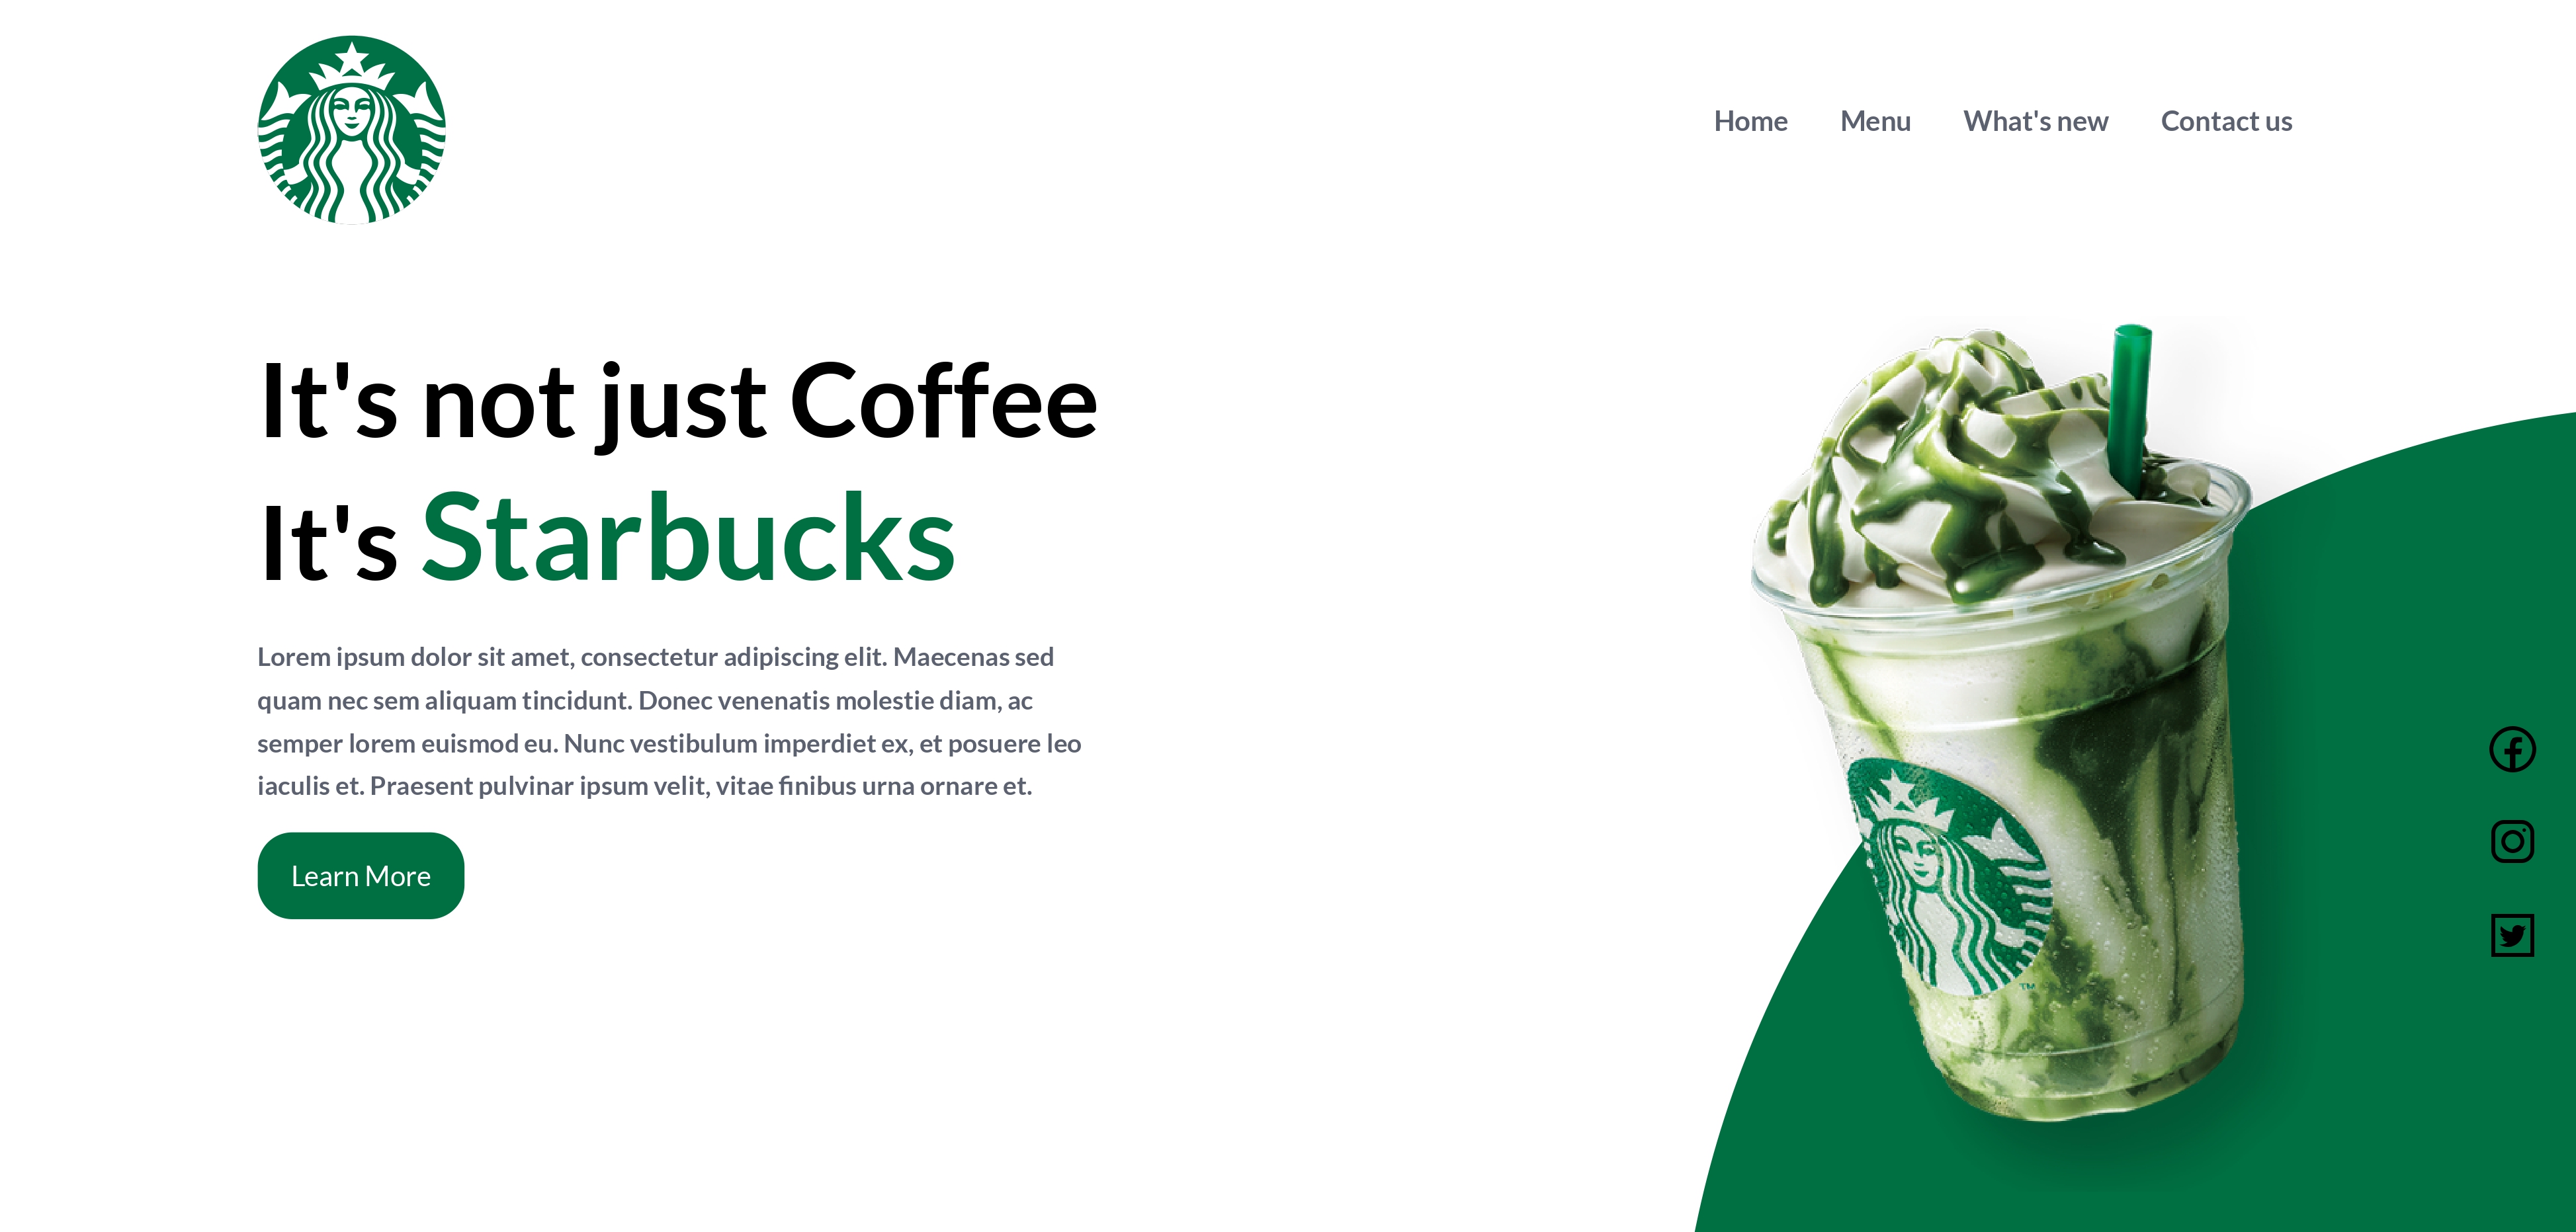 Home Menu What's new Contact us
It's not just Coffee
It's Starbucks
Lorem ipsum dolor sit amet, consectetur adipiscing elit. Maecenas sed
quam nec sem aliquam tincidunt. Donec venenatis molestie diam, ac
semper lorem euismod eu. Nunc vestibulum imperdiet ex, et posuere leo
iaculis et. Praesent pulvinar ipsum velit, vitae finibus urna ornare et.
Learn More
TM